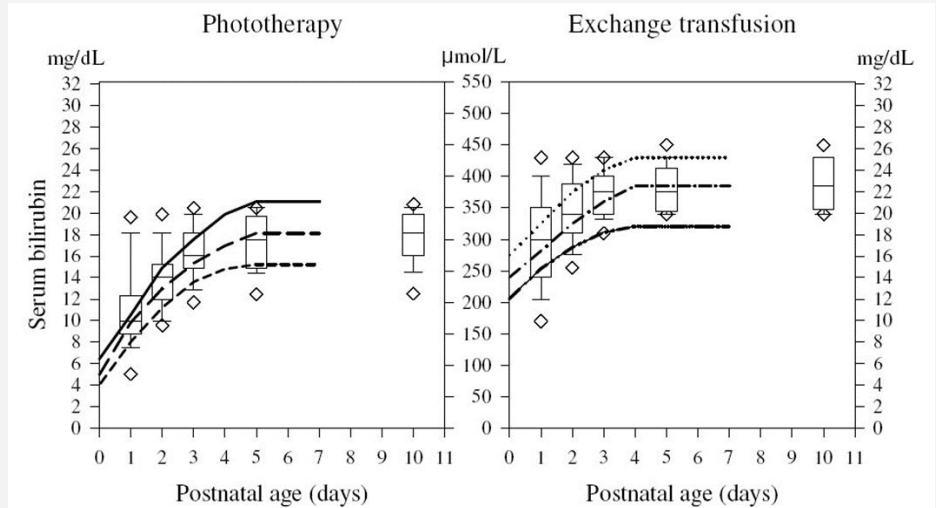 Phototherapy Exchange transfusion
mg/dL µmol/L mg/dL
32 550 32
30 30
28 500 28
26 450 26
24 24
22 400 22
20 350 20
18 300 18
16 16
14 250 14
12 200 12
10 10
8 150 8
6 100 6
4 4
2 50 2
0 0 0
Serum bilirubin
0 1 2 3 4 5 6 7 8 9 10 11 0 1 2 3 4 5 6 7 8 9 10 11
Postnatal age (days) Postnatal age (days)